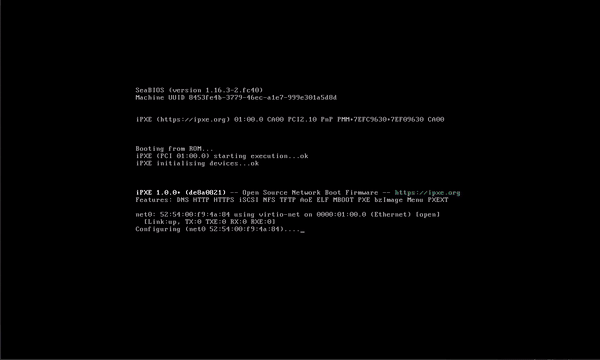 SeaBIOS (version 1.16.3-2.fc40)
Machine UUID 8453fe4b-3779-46ec-a1e7-999e301a5d8d
iPXE (https://ipxe.org) 01:00.0 CA00 PCI2.10 PnP PMM+7EFC9630+7EF09630 CA00
Booting from ROM...
iPXE (PCI 01:00.0) starting execution...ok
iPXE initialising devices...ok
iPXE 1.0.0+ (de8a0821) -- Open Source Network Boot Firmware -- https://ipxe.org
Features: DNS HTTP HTTPS iSCSI NFS TFTP AoE ELF MBOOT PXE bzImage Menu PXEXT
net0: 52:54:00:f9:4a:84 using virtio-net on 0000:01:00.0 (Ethernet) [open]
[Link:up, TX:0 TXE:0 RX:0 RXE:0]
Configuring (net0 52:54:00:f9:4a:84)...._